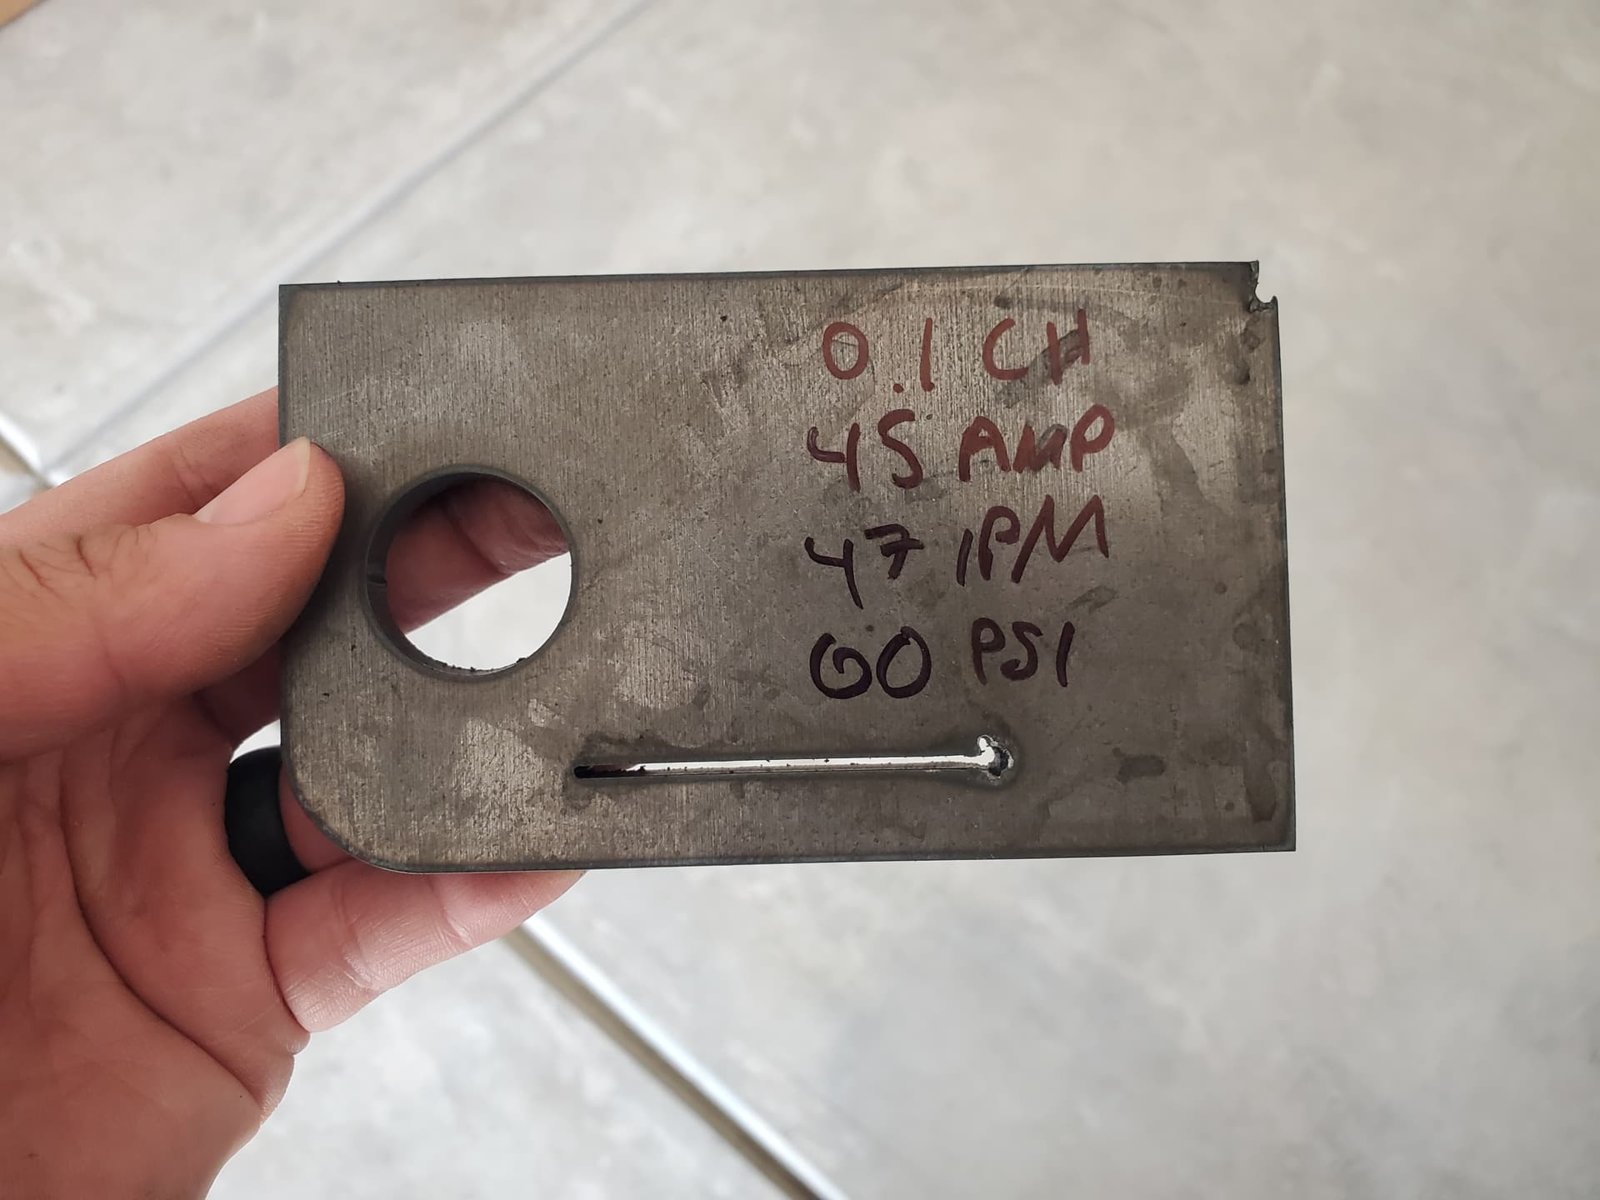 0.1 CH
45 AMP
47 IPM
60 PSI